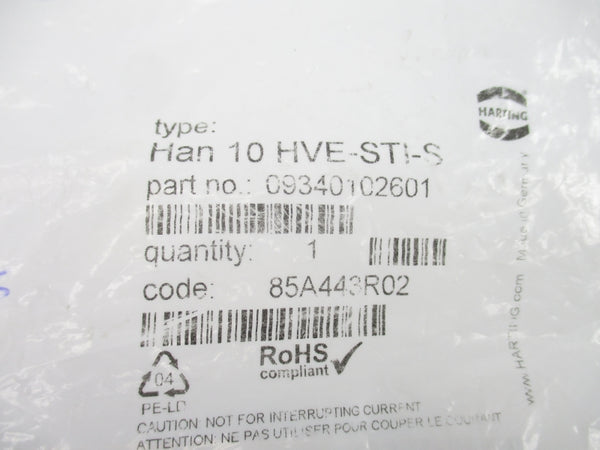 type:
Han 10 HVE-STI-S
part no.: 09340102601
quantity: 1
code: 85A443R02
RoHS
compliant
04
PE-LD
CAUTION: NOT FOR INTERRUPTING CURRENT
ATTENTION: NE PAS UTILISER POUR COUPER LE COURANT
HARTING
www.HARTING.com Made in Germany